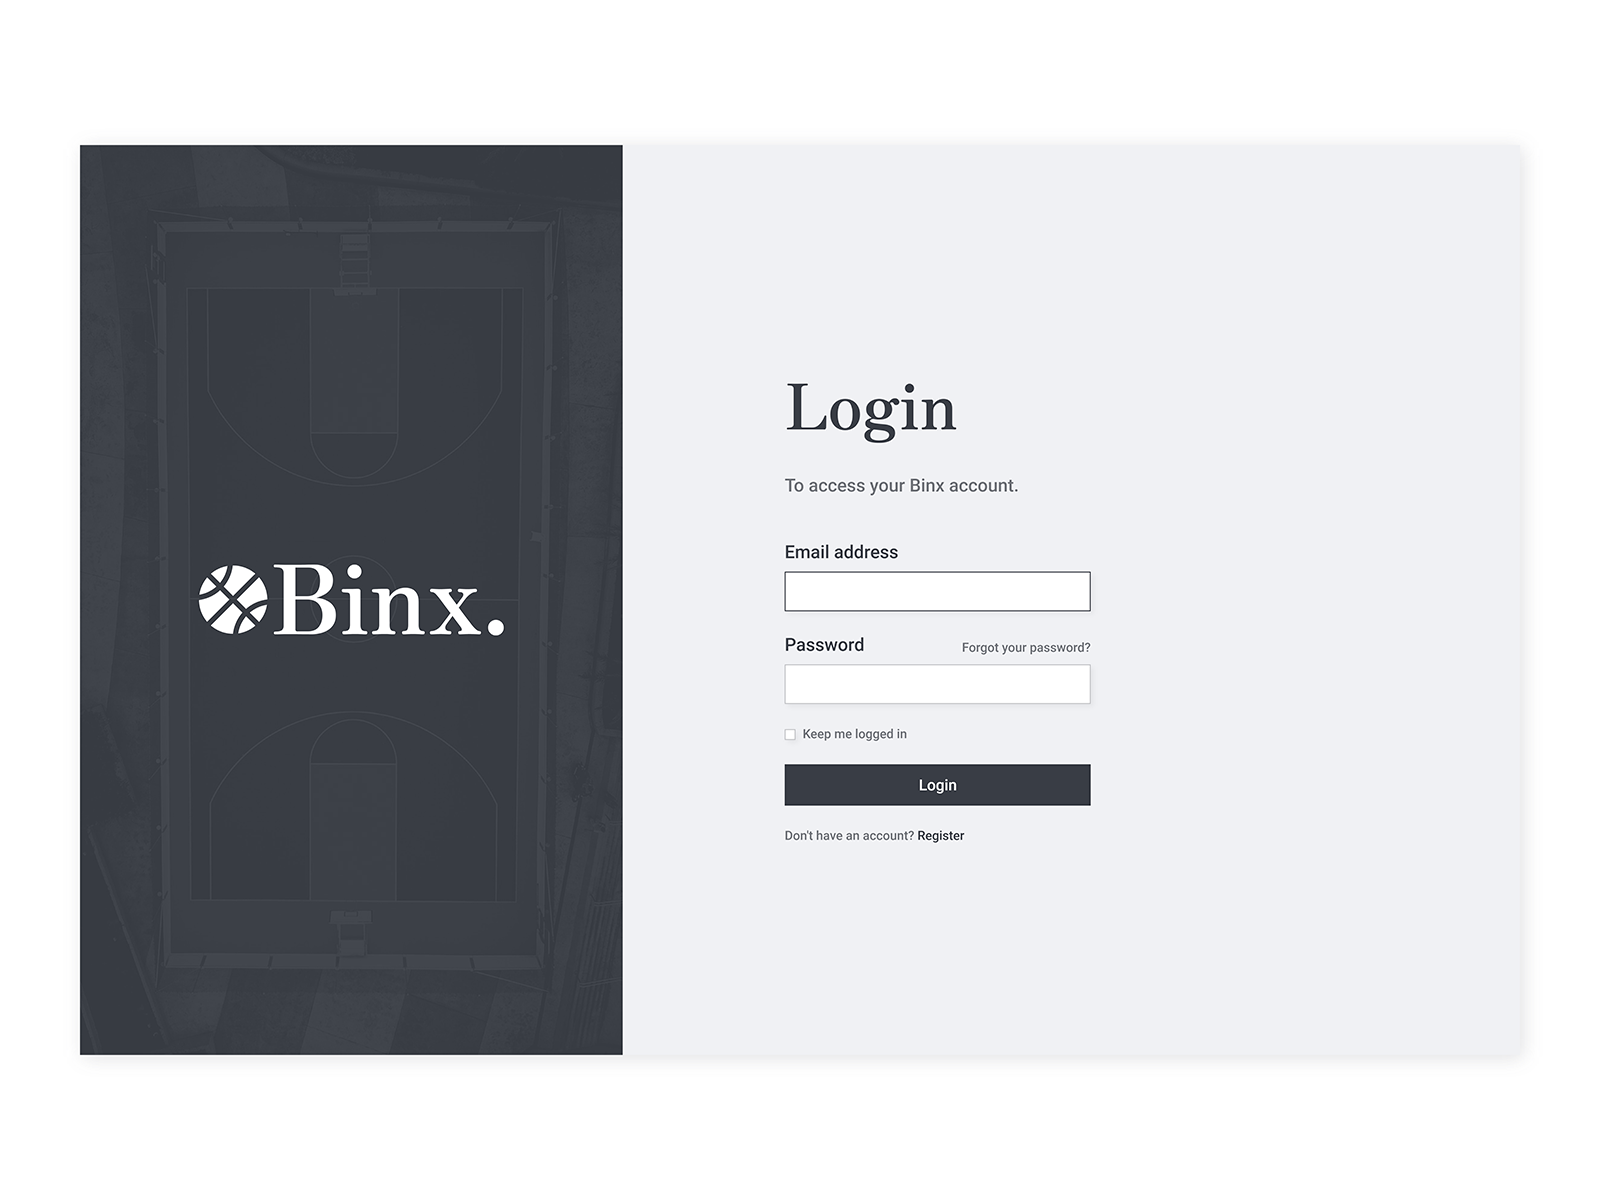 Binx.
Login
To access your Binx account.
Email address
Password
Forgot your password?
Keep me logged in
Login
Don't have an account? Register